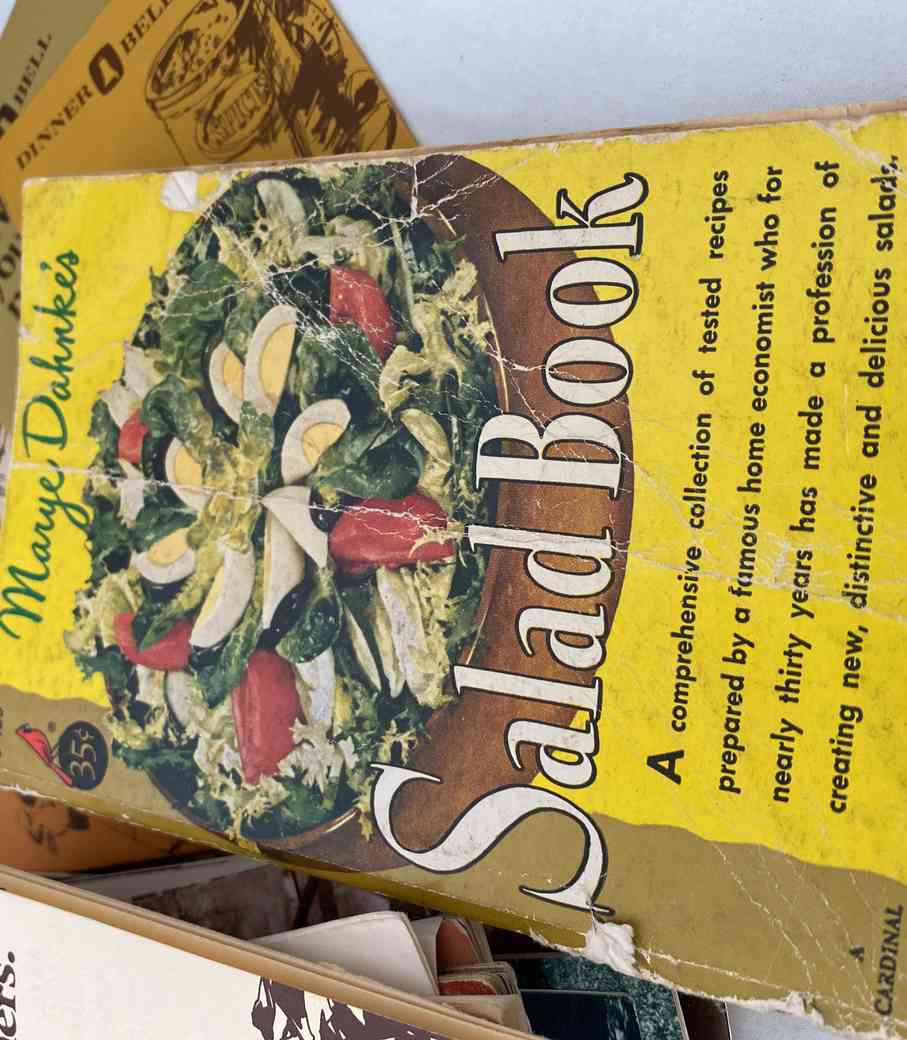 Marye Dahnke's
35¢
Salad Book
A comprehensive collection of tested recipes
prepared by a famous home economist who for
nearly thirty years has made a profession of
creating new, distinctive and delicious salads.
A
CARDINAL
DINNER BELL
BELL
ers.